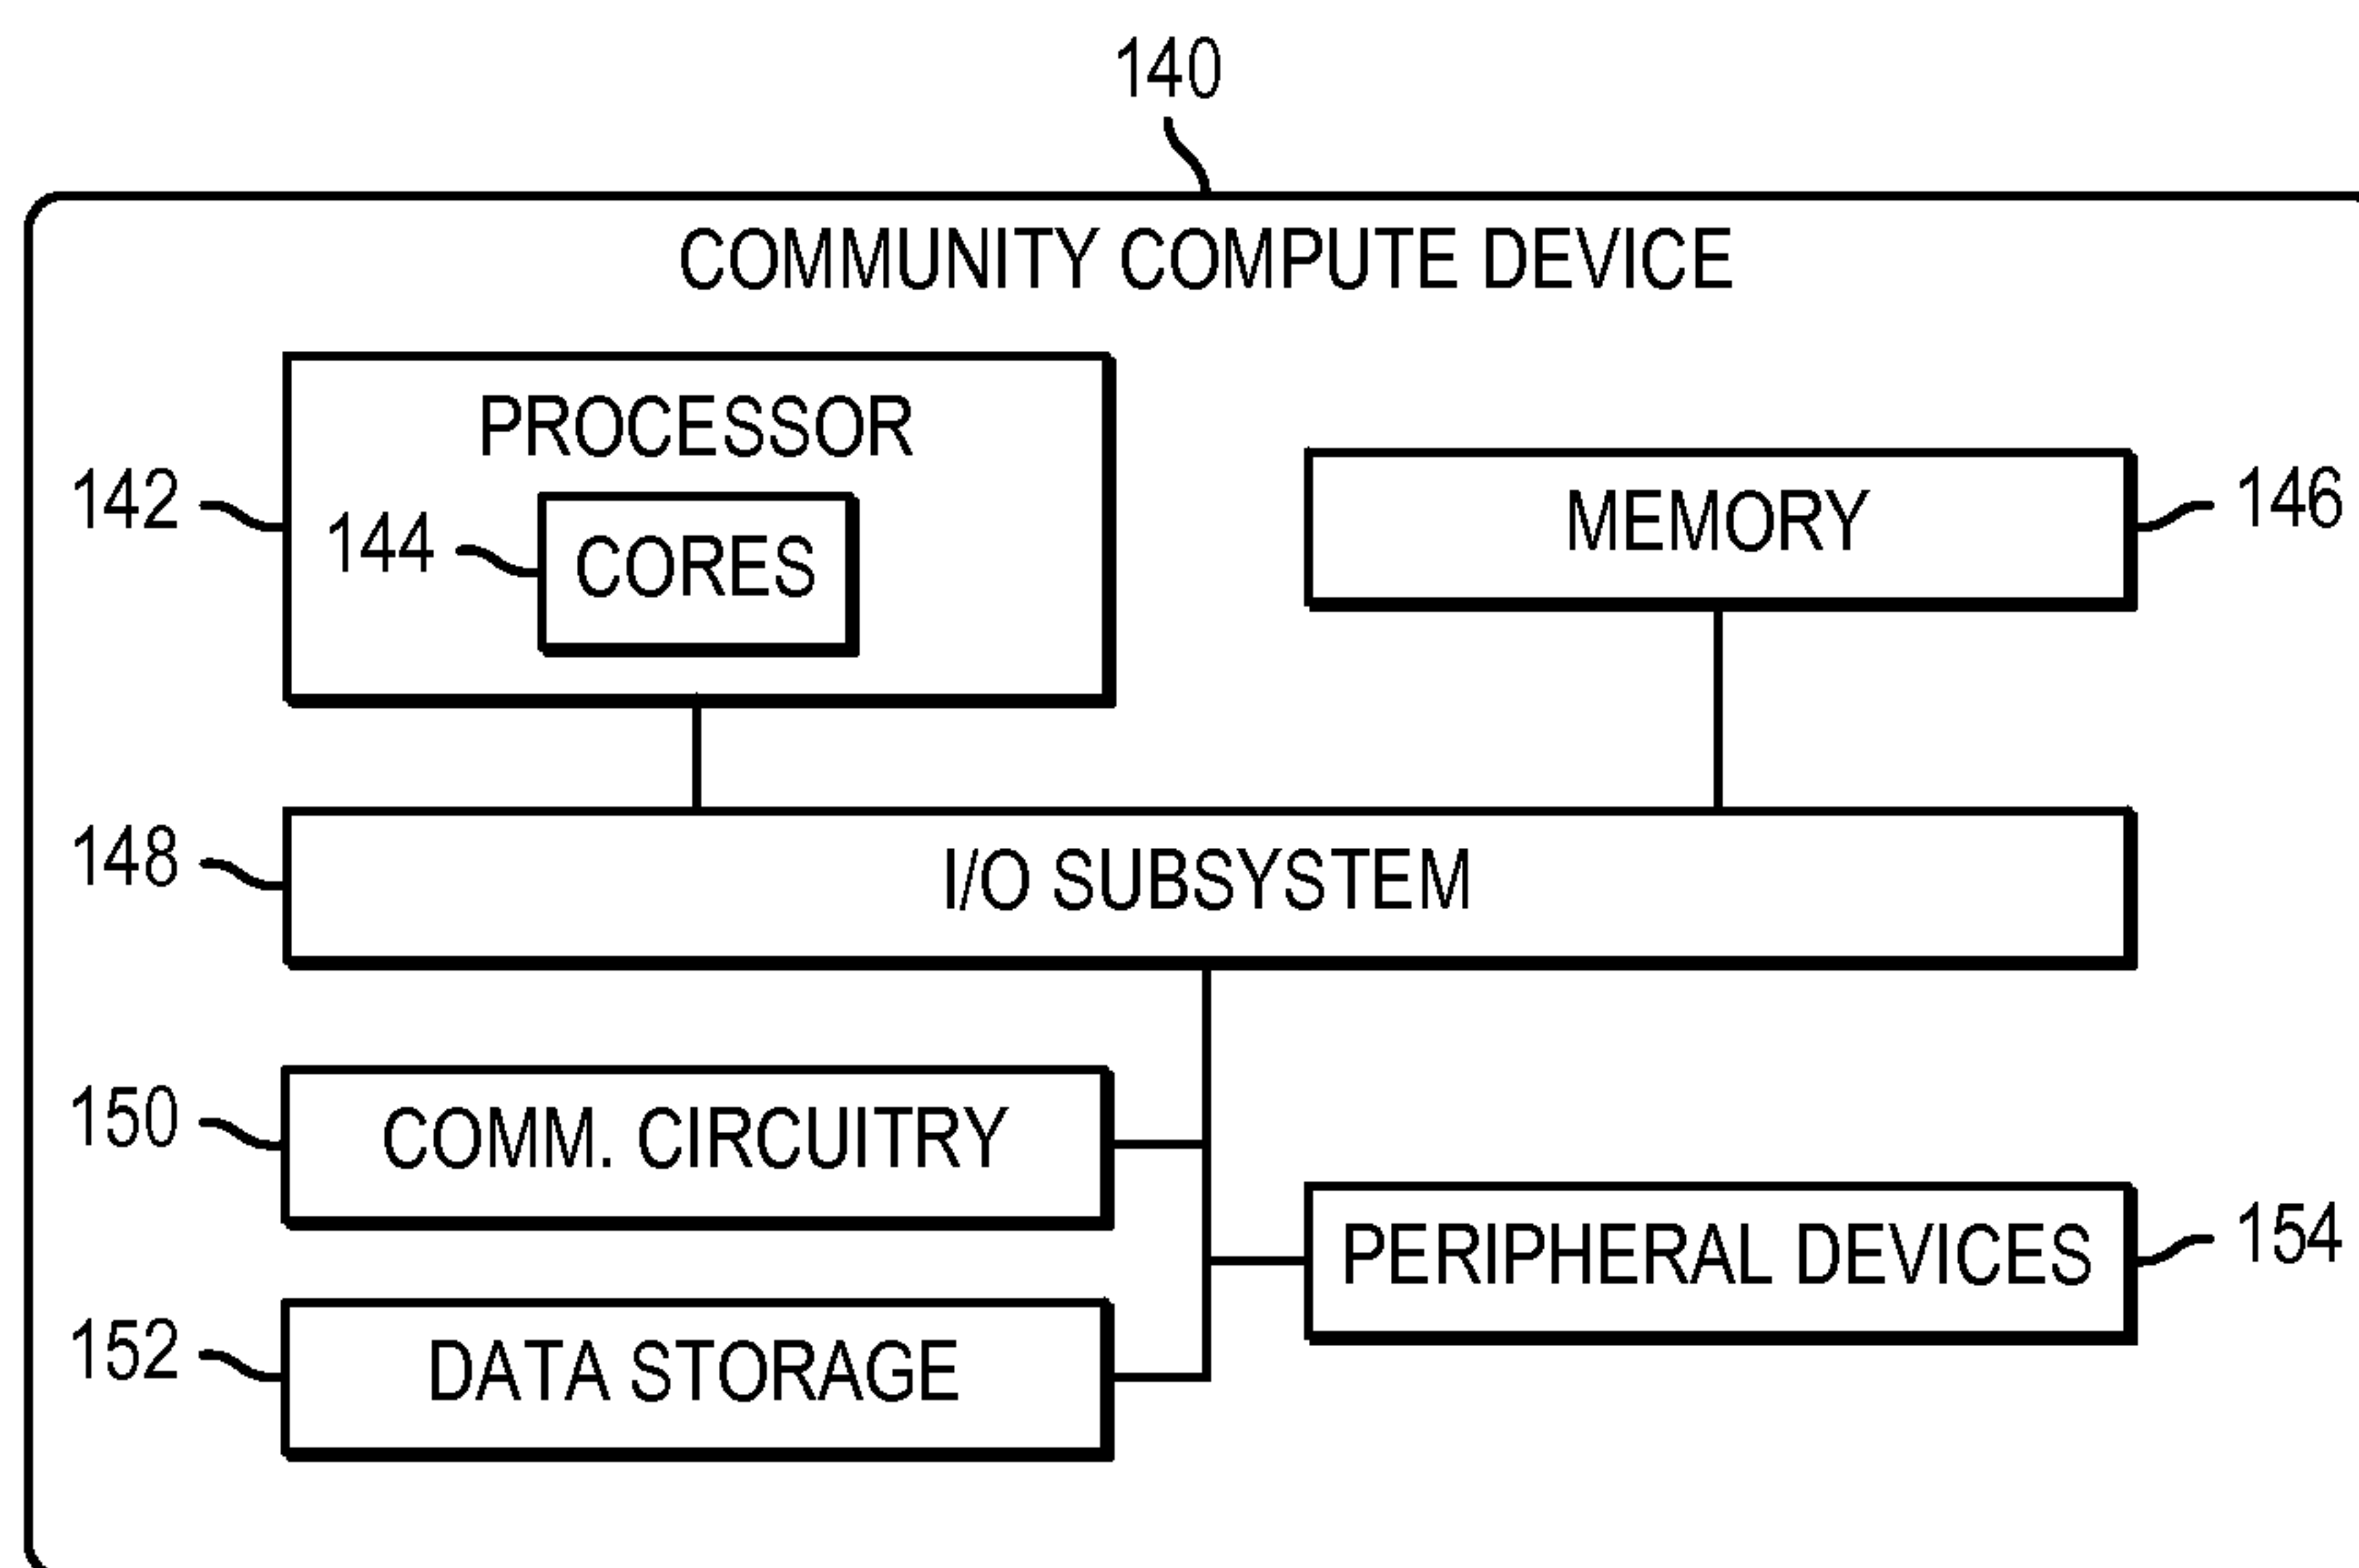 140
COMMUNITY COMPUTE DEVICE
PROCESSOR
142
144
CORES
MEMORY
146
148
I/O SUBSYSTEM
150
COMM. CIRCUITRY
PERIPHERAL DEVICES
154
152
DATA STORAGE